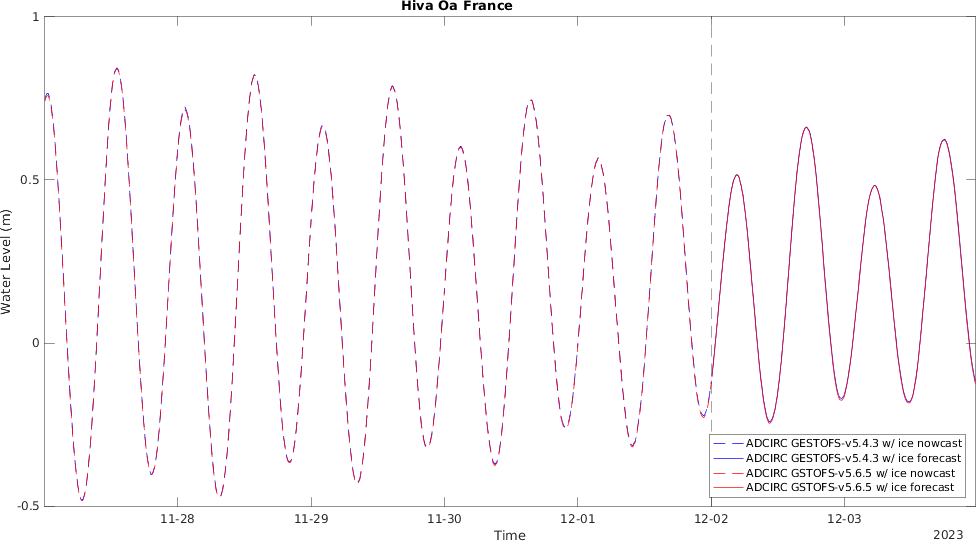 Hiva Oa France
1
0.5
0
-0.5
Water Level (m)
ADCIRC GESTOFS-v5.4.3 w/ ice nowcast
ADCIRC GESTOFS-v5.4.3 w/ ice forecast
ADCIRC GSTOFS-v5.6.5 w/ ice nowcast
ADCIRC GSTOFS-v5.6.5 w/ ice forecast
11-28
11-29
11-30
12-01
12-02
12-03
Time
2023